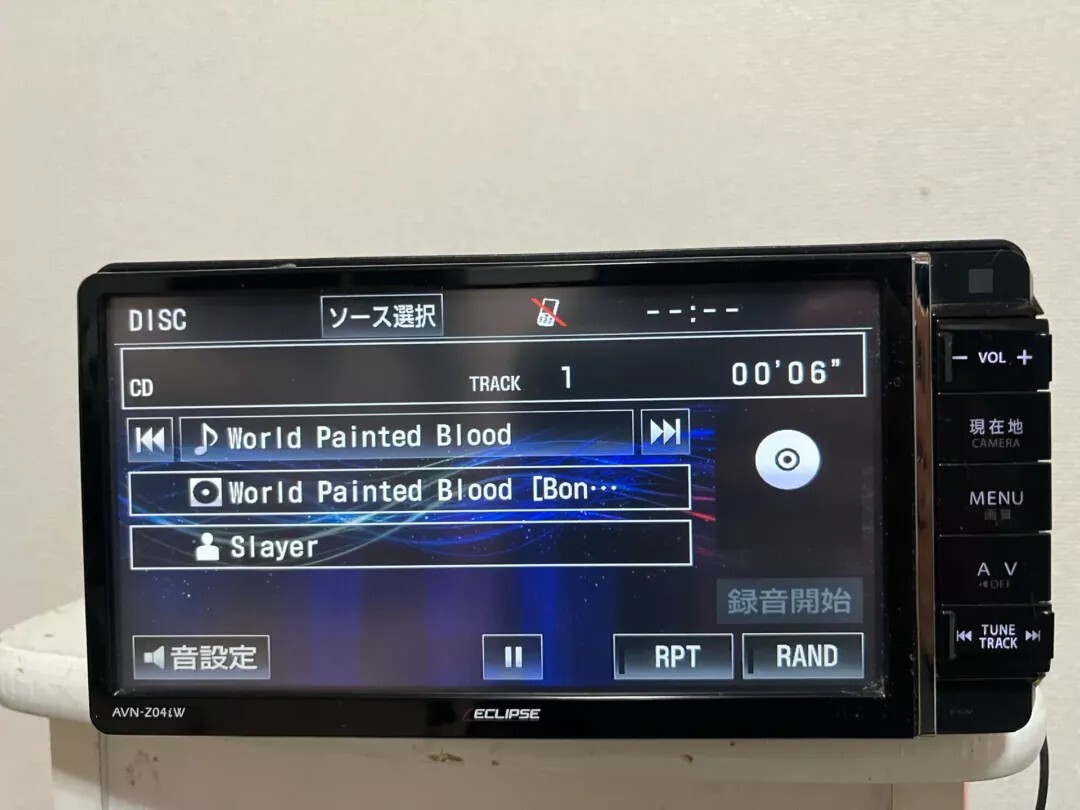 DISC ソース選択 --:--
CD TRACK 1 00'06"
World Painted Blood
World Painted Blood [Bon…
Slayer
録音開始
音設定 RPT RAND
AVN-Z04iW ECLIPSE
− VOL +
現在地
CAMERA
MENU
画質
A V
OFF
TUNE
TRACK